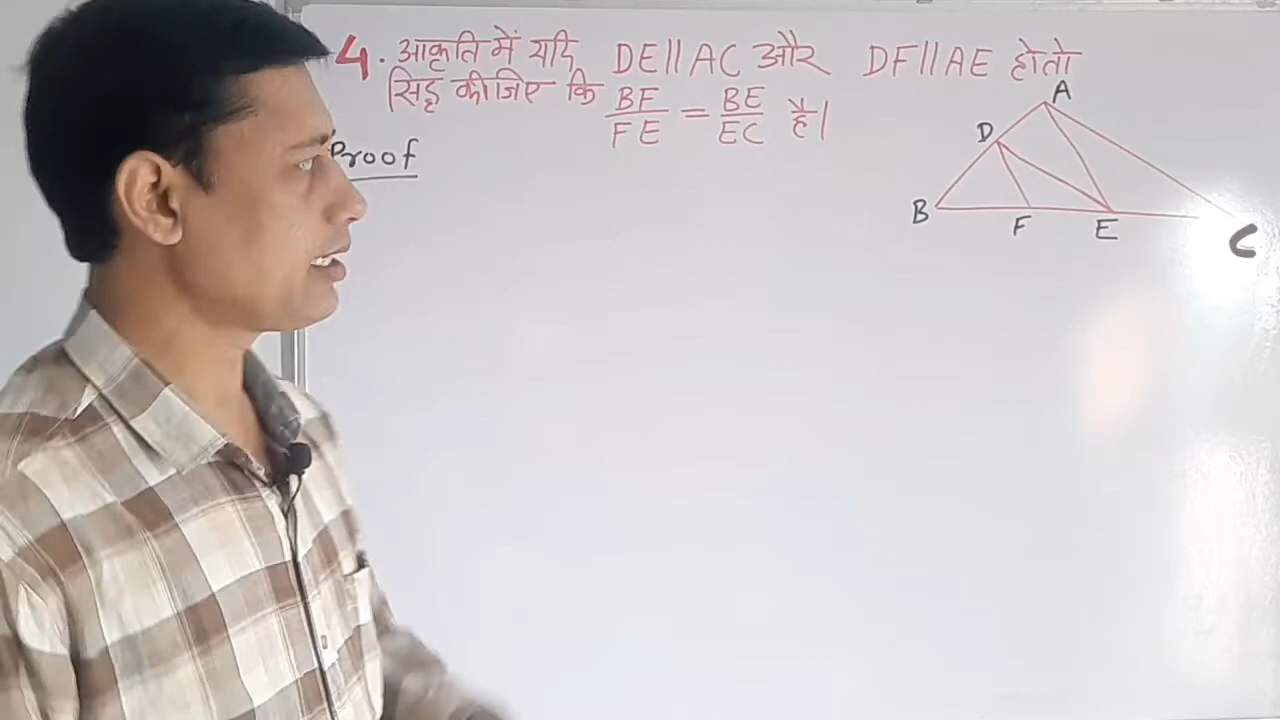 4. आकृति में यदि DE||AC और DF||AE हो तो
सिद्ध कीजिए कि BF/FE = BE/EC है।
Proof
A
D
B
F
E
C